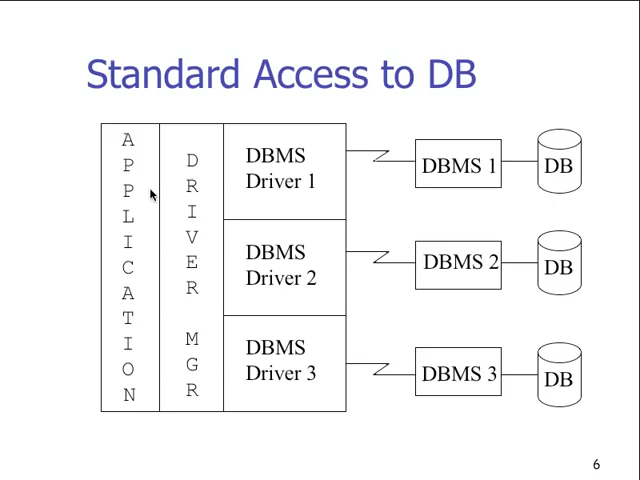 Standard Access to DB
APPLICATION
DRIVER MGR
DBMS
Driver 1
DBMS 1
DB
DBMS
Driver 2
DBMS 2
DB
DBMS
Driver 3
DBMS 3
DB
6